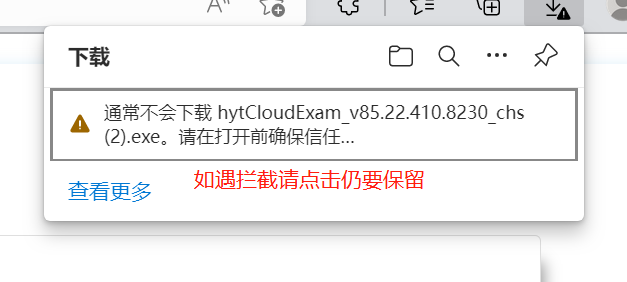 下载
通常不会下载 hytCloudExam_v85.22.410.8230_chs
(2).exe。请在打开前确保信任...
查看更多
如遇拦截请点击仍要保留